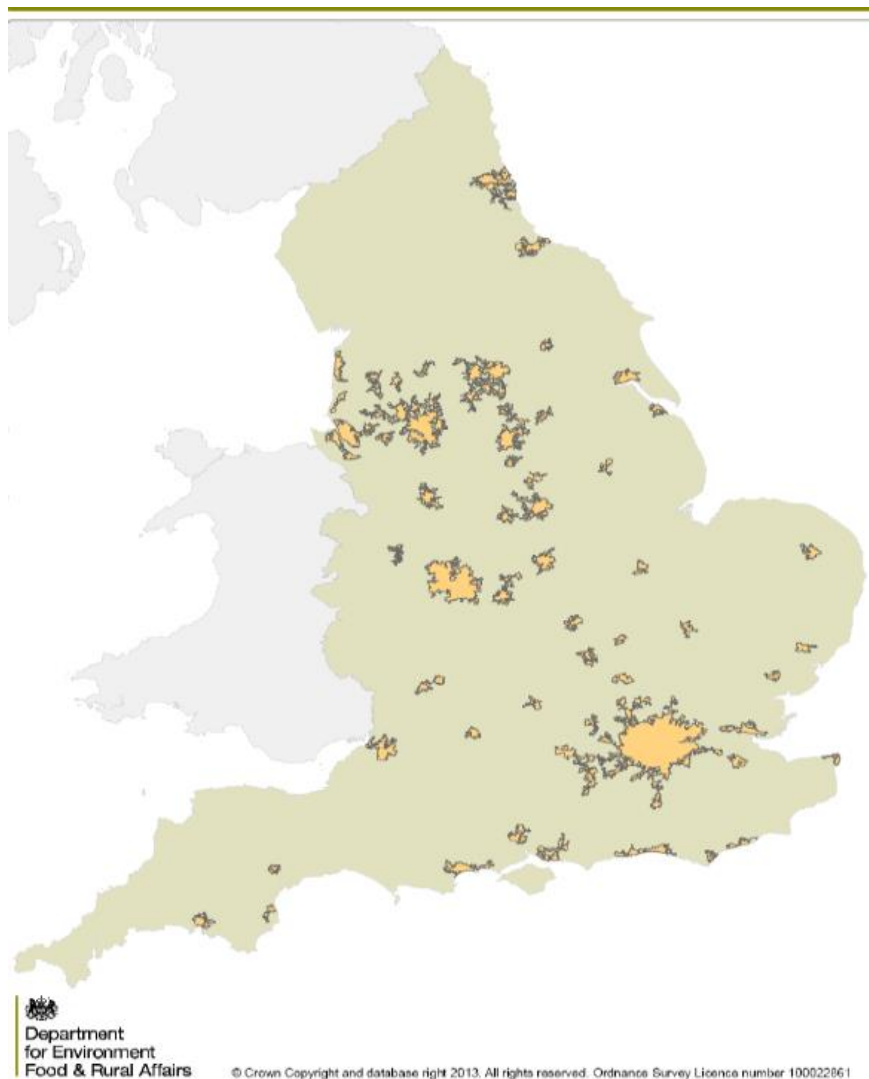 Department
for Environment
Food & Rural Affairs
© Crown Copyright and database right 2013. All rights reserved. Ordnance Survey Licence number 100022861